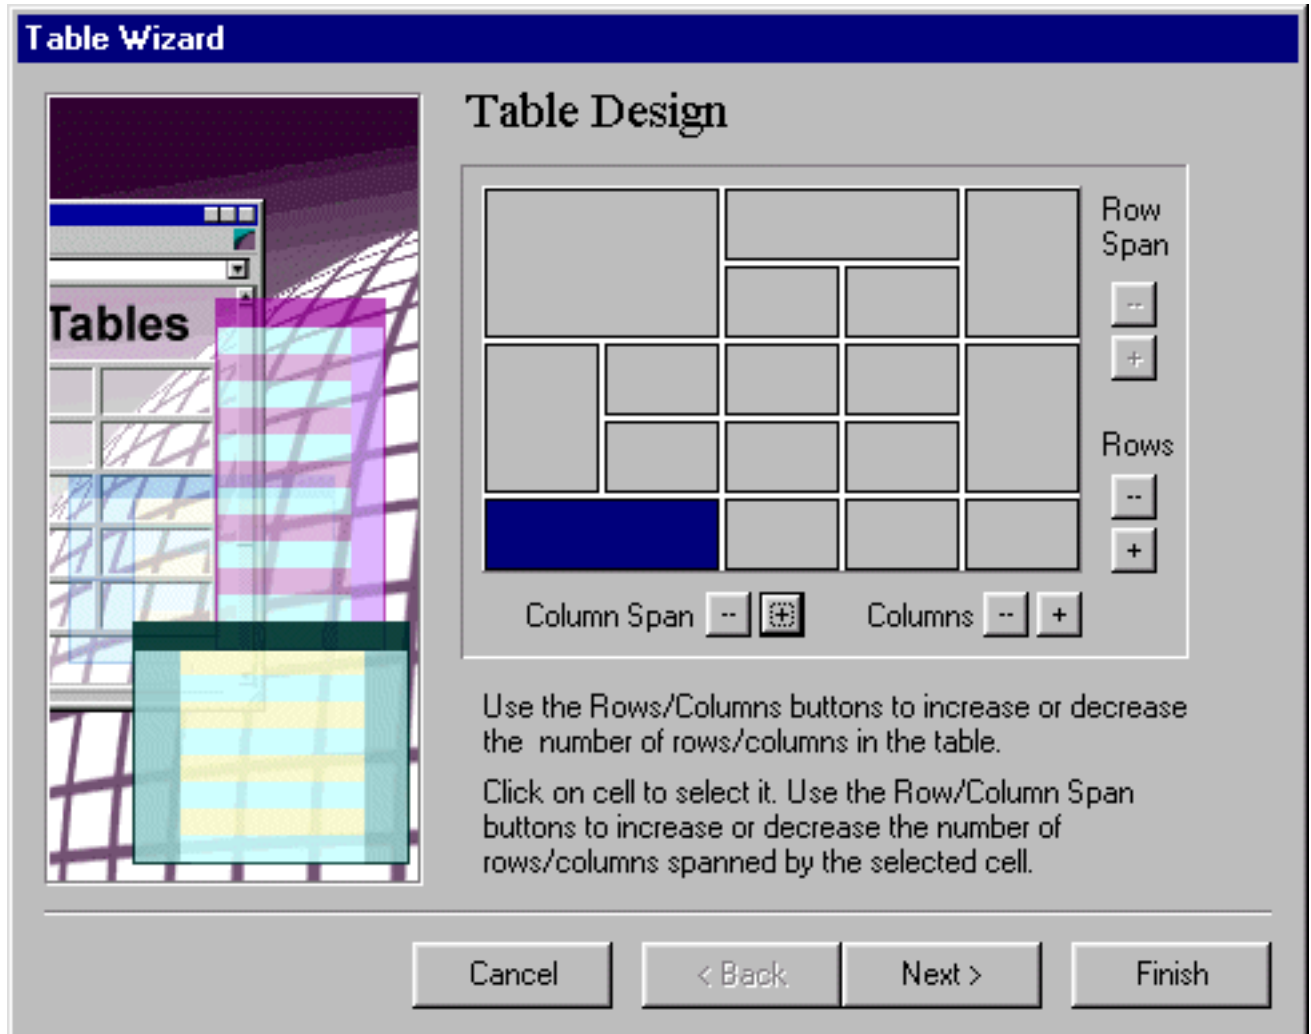 Table Wizard
Tables
Table Design
Row
Span
--
+
Rows
--
+
Column Span -- + Columns -- +
Use the Rows/Columns buttons to increase or decrease
the number of rows/columns in the table.
Click on cell to select it. Use the Row/Column Span
buttons to increase or decrease the number of
rows/columns spanned by the selected cell.
Cancel < Back Next > Finish